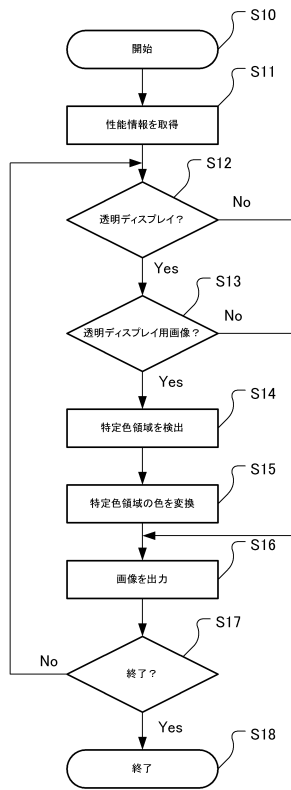 開始
S10
性能情報を取得
S11
透明ディスプレイ？
S12
No
Yes
透明ディスプレイ用画像？
S13
No
Yes
特定色領域を検出
S14
特定色領域の色を変換
S15
画像を出力
S16
終了？
S17
No
Yes
終了
S18